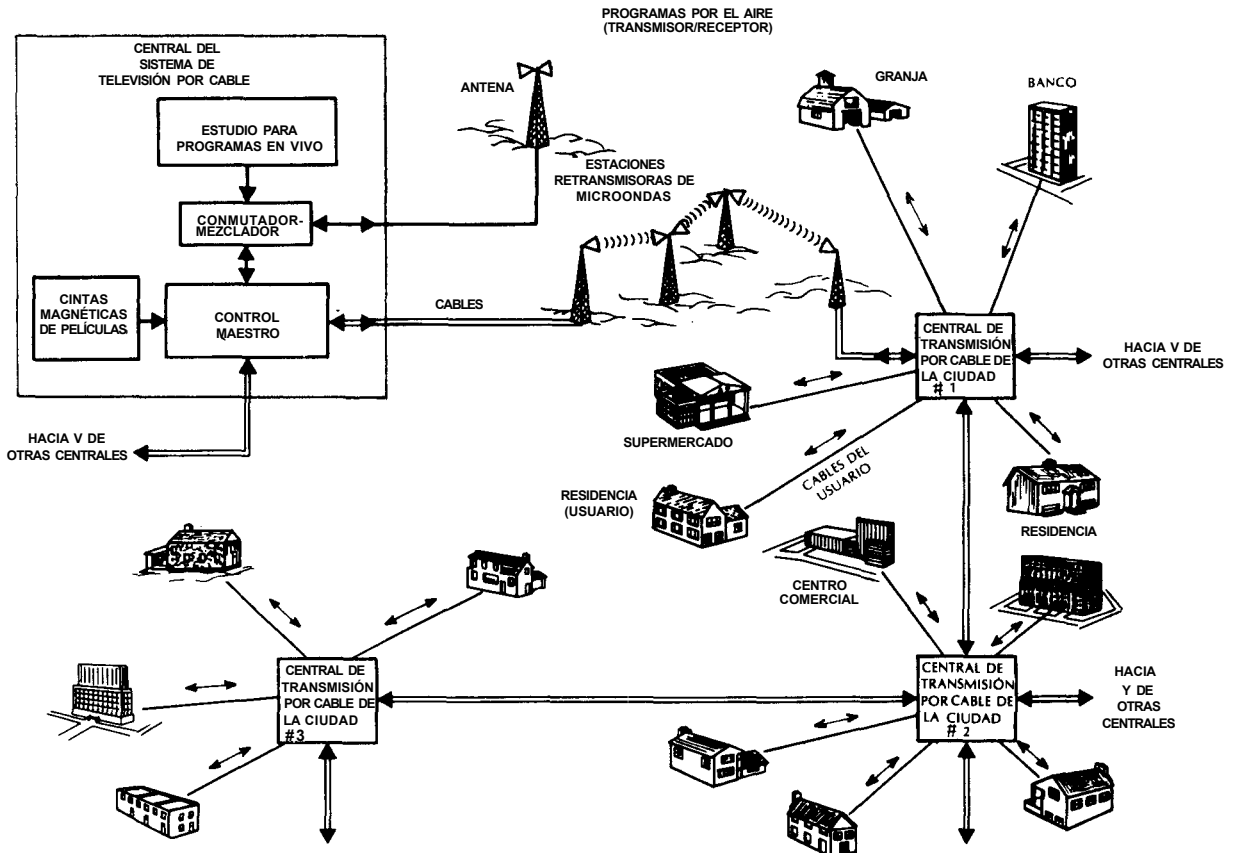 PROGRAMAS POR EL AIRE
(TRANSMISOR/RECEPTOR)
CENTRAL DEL
SISTEMA DE
TELEVISIÓN POR CABLE
ESTUDIO PARA
PROGRAMAS EN VIVO
CONMUTADOR-
MEZCLADOR
CINTAS
MAGNÉTICAS
DE PELÍCULAS
CONTROL
MAESTRO
HACIA V DE
OTRAS CENTRALES
ANTENA
ESTACIONES
RETRANSMISORAS DE
MICROONDAS
CABLES
GRANJA
BANCO
CENTRAL DE
TRANSMISIÓN
POR CABLE DE
LA CIUDAD
# 1
HACIA V DE
OTRAS CENTRALES
SUPERMERCADO
CABLES DEL
USUARIO
RESIDENCIA
(USUARIO)
RESIDENCIA
CENTRO
COMERCIAL
CENTRAL DE
TRANSMISIÓN
POR CABLE DE
LA CIUDAD
# 2
HACIA
Y DE
OTRAS
CENTRALES
CENTRAL DE
TRANSMISIÓN
POR CABLE DE
LA CIUDAD
#3